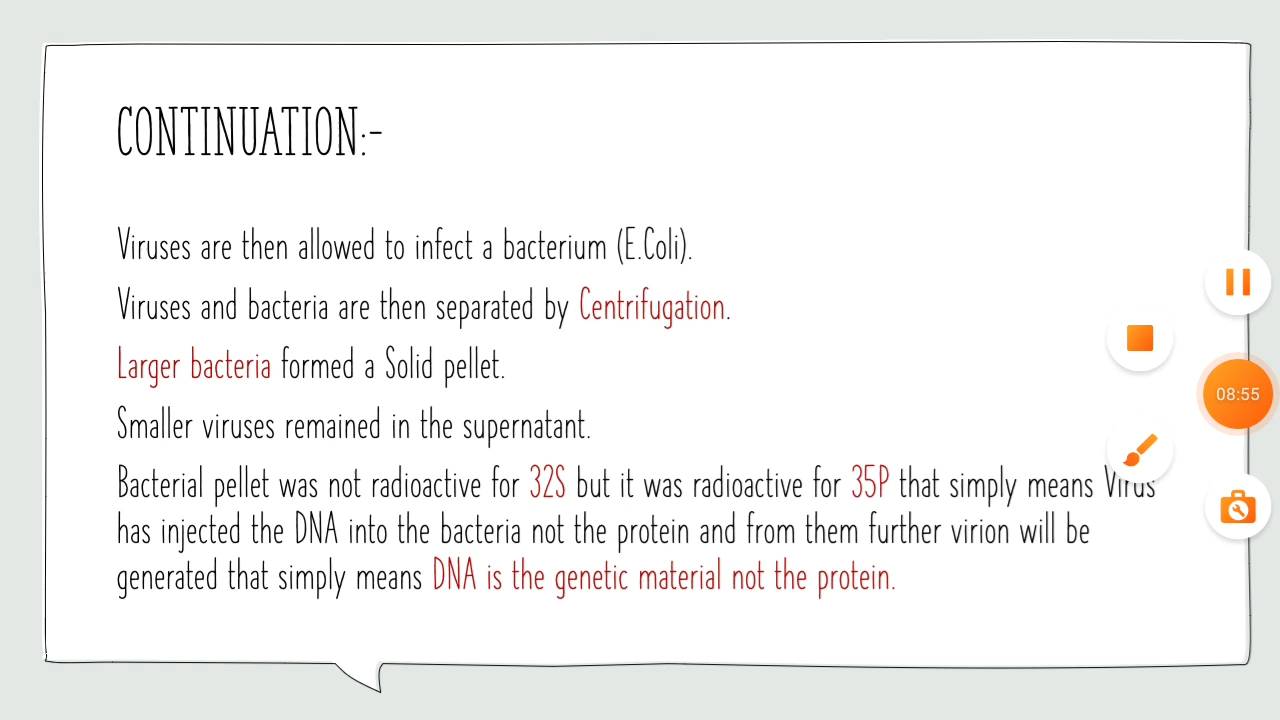 CONTINUATION:-
Viruses are then allowed to infect a bacterium (E.Coli).
Viruses and bacteria are then separated by Centrifugation.
Larger bacteria formed a Solid pellet.
Smaller viruses remained in the supernatant.
Bacterial pellet was not radioactive for 32S but it was radioactive for 35P that simply means Virus
has injected the DNA into the bacteria not the protein and from them further virion will be
generated that simply means DNA is the genetic material not the protein.
08:55